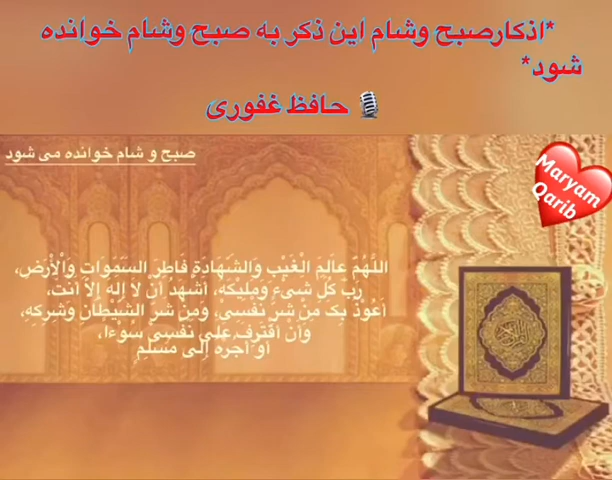 *اذکارصبح وشام این ذکر به صبح وشام خوانده
شود*
🎙️ حافظ غفوری
صبح و شام خوانده می شود
Maryam
Qarib
اللَّهُمَّ عالِمَ الْغَيْبِ وَالشَّهَادَةِ فَاطِرَ السَّمَوَاتِ وَالْأَرْضِ،
رَبَّ كُلِّ شَيْءٍ وَمَلِيكَهُ، أَشْهَدُ أَنْ لَا إِلَهَ إِلَّا أَنْتَ،
أَعُوذُ بِكَ مِنْ شَرِّ نَفْسِي، وَمِنْ شَرِّ الشَّيْطَانِ وَشِرْكِهِ،
وَأَنْ أَقْتَرِفَ عَلَى نَفْسِي سُوءًا،
أَوْ أَجُرَّهُ إِلَى مُسْلِمٍ